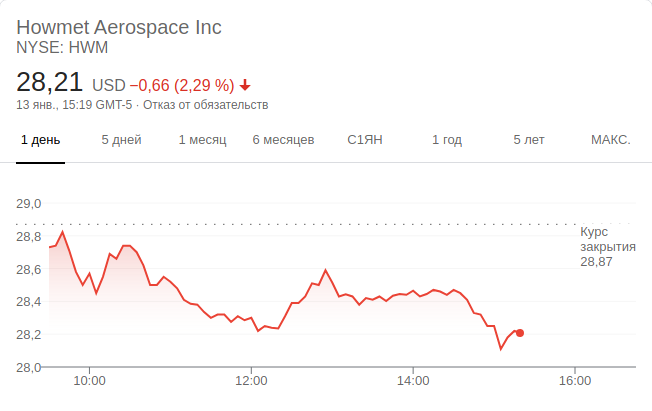 Howmet Aerospace Inc
NYSE: HWM
28,21 USD −0,66 (2,29 %)
13 янв., 15:19 GMT-5 · Отказ от обязательств
1 день 5 дней 1 месяц 6 месяцев С1ЯН 1 год 5 лет МАКС.
29,0
28,8
28,6
28,4
28,2
28,0
Курс
закрытия
28,87
10:00 12:00 14:00 16:00